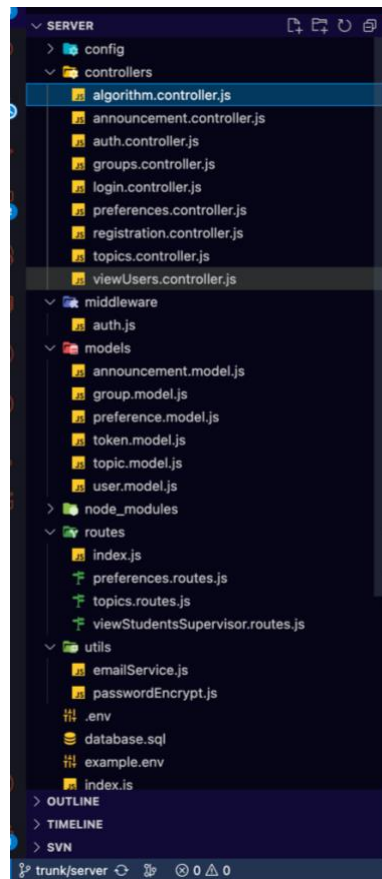 SERVER
config
controllers
algorithm.controller.js
announcement.controller.js
auth.controller.js
groups.controller.js
login.controller.js
preferences.controller.js
registration.controller.js
topics.controller.js
viewUsers.controller.js
middleware
auth.js
models
announcement.model.js
group.model.js
preference.model.js
token.model.js
topic.model.js
user.model.js
node_modules
routes
index.js
preferences.routes.js
topics.routes.js
viewStudentsSupervisor.routes.js
utils
emailService.js
passwordEncrypt.js
.env
database.sql
example.env
index.js
OUTLINE
TIMELINE
SVN
trunk/server 0 0